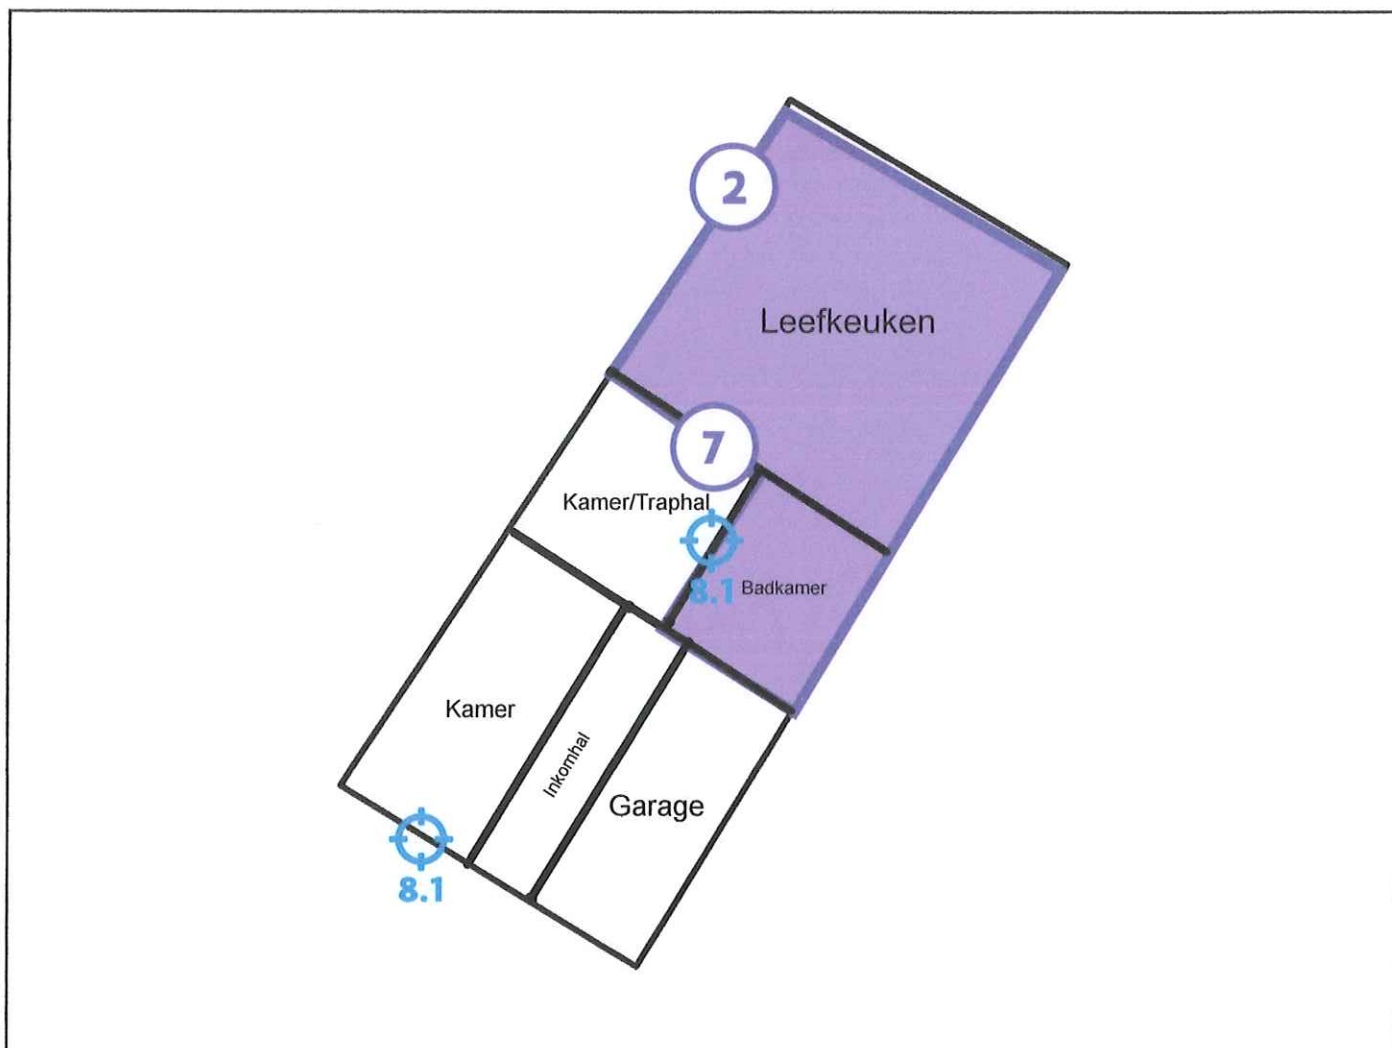 2
Leefkeuken
7
Kamer/Traphal
8.1
Badkamer
Kamer
Inkomhal
Garage
8.1